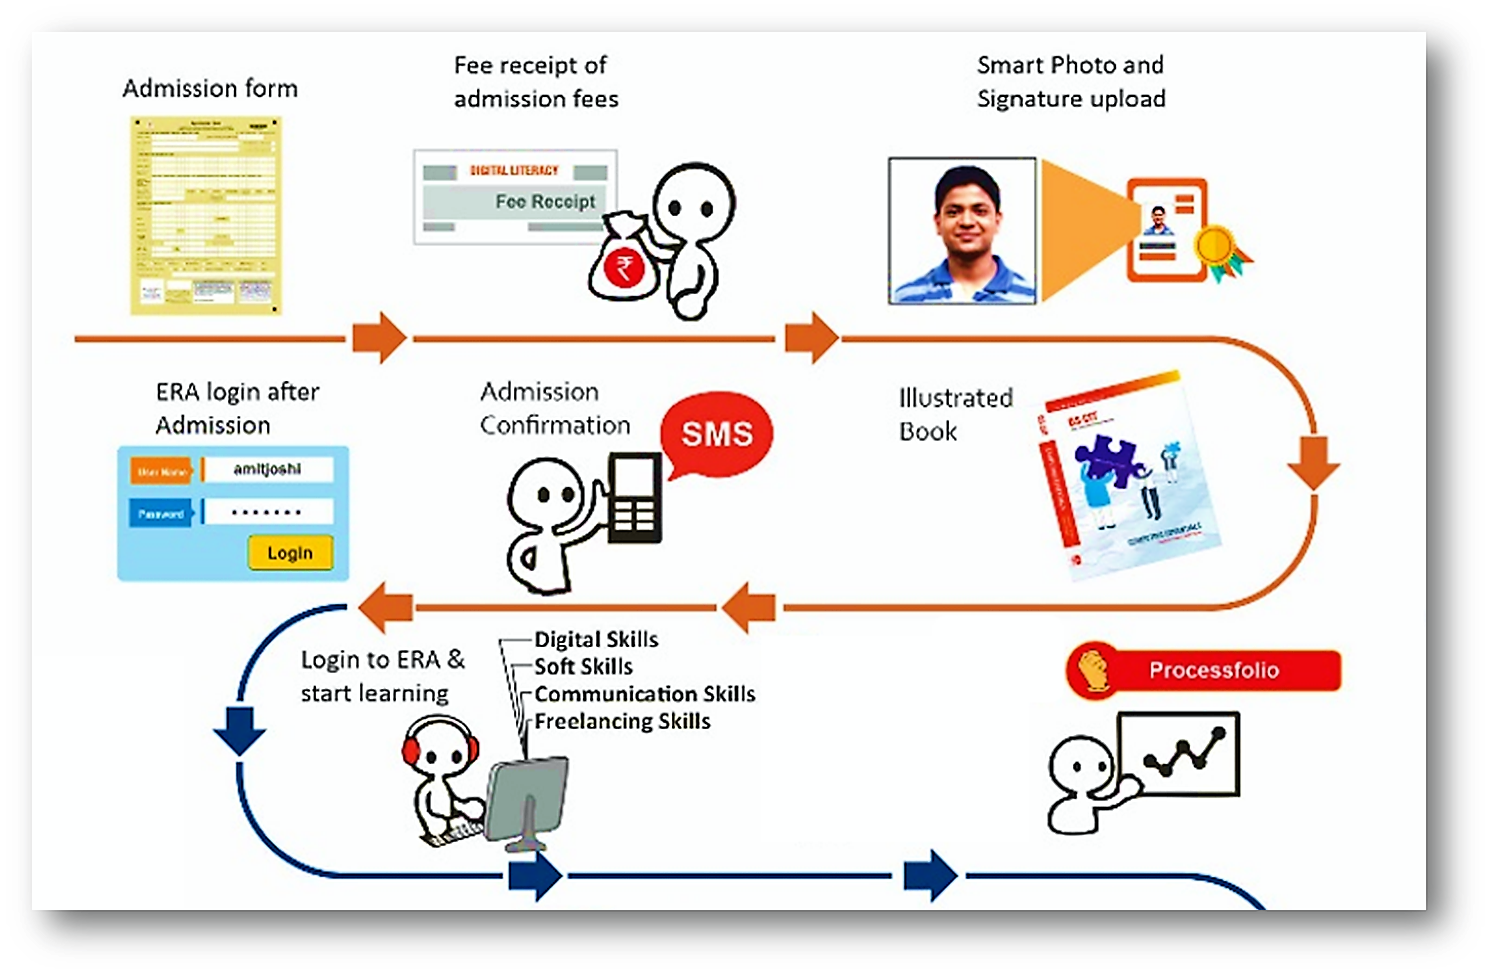 Admission form
Fee receipt of
admission fees
Smart Photo and
Signature upload
DIGITAL LITERACY
Fee Receipt
ERA login after
Admission
User Name
amitjoshi
Password
Login
Admission
Confirmation
SMS
Illustrated
Book
Login to ERA &
start learning
Digital Skills
Soft Skills
Communication Skills
Freelancing Skills
Processfolio